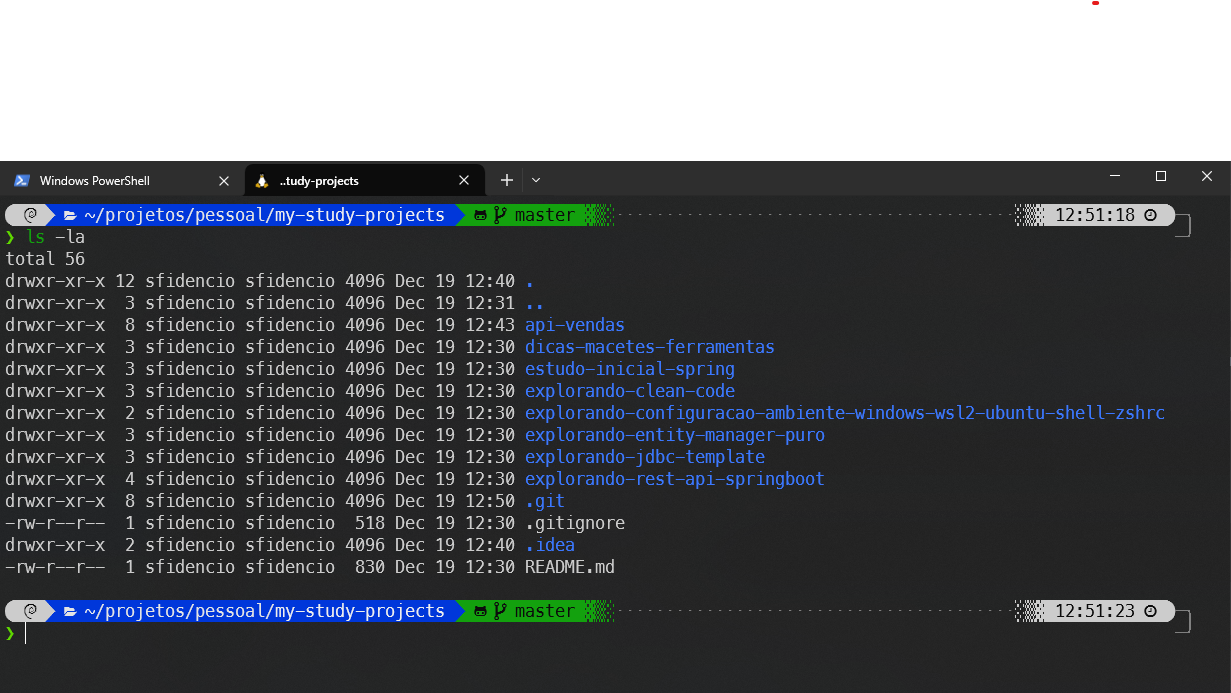 Windows PowerShell ..tudy-projects
~/projetos/pessoal/my-study-projects master 12:51:18
❯ ls -la
total 56
drwxr-xr-x 12 sfidencio sfidencio 4096 Dec 19 12:40 .
drwxr-xr-x  3 sfidencio sfidencio 4096 Dec 19 12:31 ..
drwxr-xr-x  8 sfidencio sfidencio 4096 Dec 19 12:43 api-vendas
drwxr-xr-x  3 sfidencio sfidencio 4096 Dec 19 12:30 dicas-macetes-ferramentas
drwxr-xr-x  3 sfidencio sfidencio 4096 Dec 19 12:30 estudo-inicial-spring
drwxr-xr-x  3 sfidencio sfidencio 4096 Dec 19 12:30 explorando-clean-code
drwxr-xr-x  2 sfidencio sfidencio 4096 Dec 19 12:30 explorando-configuracao-ambiente-windows-wsl2-ubuntu-shell-zshrc
drwxr-xr-x  3 sfidencio sfidencio 4096 Dec 19 12:30 explorando-entity-manager-puro
drwxr-xr-x  3 sfidencio sfidencio 4096 Dec 19 12:30 explorando-jdbc-template
drwxr-xr-x  4 sfidencio sfidencio 4096 Dec 19 12:30 explorando-rest-api-springboot
drwxr-xr-x  8 sfidencio sfidencio 4096 Dec 19 12:50 .git
-rw-r--r--  1 sfidencio sfidencio  518 Dec 19 12:30 .gitignore
drwxr-xr-x  2 sfidencio sfidencio 4096 Dec 19 12:40 .idea
-rw-r--r--  1 sfidencio sfidencio  830 Dec 19 12:30 README.md
~/projetos/pessoal/my-study-projects master 12:51:23
❯